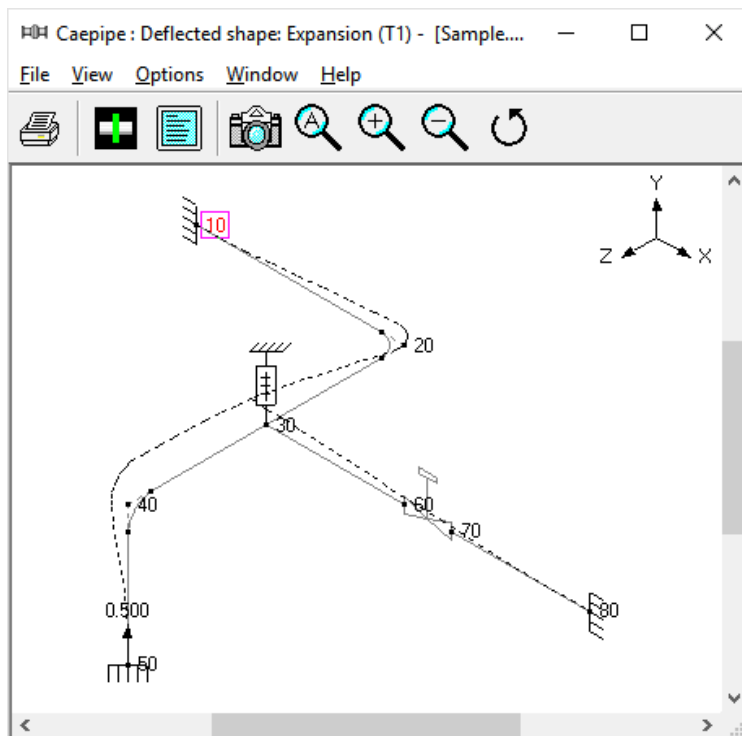 Caepipe : Deflected shape: Expansion (T1) - [Sample....
File View Options Window Help
A
Y
Z
X
10
20
30
40
60
70
0.500
80
50